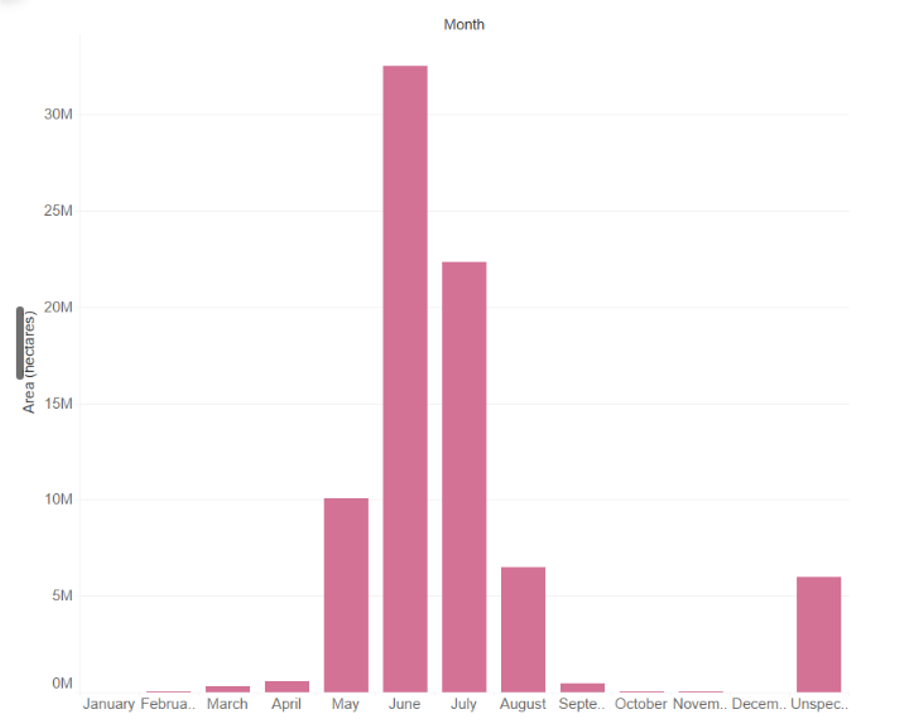 Month
30M
25M
20M
15M
10M
5M
0M
Area (hectares)
January Februa.. March April May June July August Septe.. October Novem.. Decem.. Unspec..